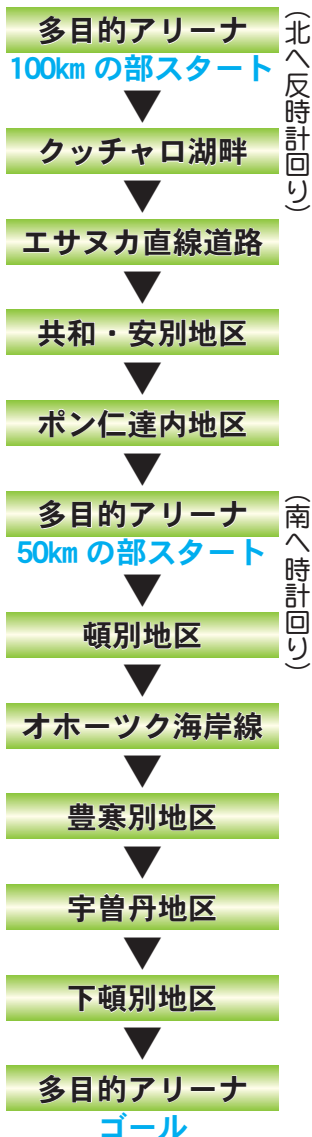 多目的アリーナ
100km の部スタート
(北へ反時計回り)
▼
クッチャロ湖畔
▼
エサヌカ直線道路
▼
共和・安別地区
▼
ポン仁達内地区
▼
多目的アリーナ
50km の部スタート
(南へ時計回り)
▼
頓別地区
▼
オホーツク海岸線
▼
豊寒別地区
▼
宇曽丹地区
▼
下頓別地区
▼
多目的アリーナ
ゴール